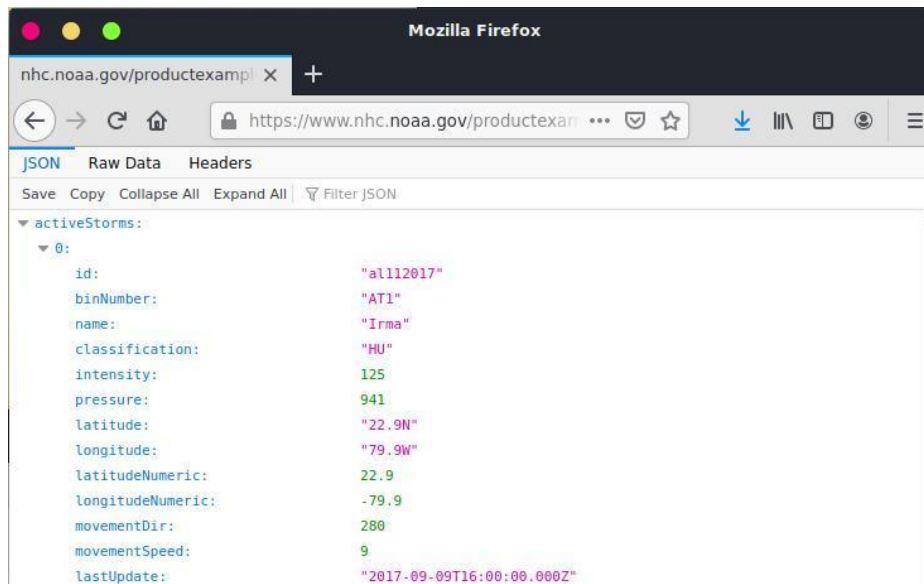 Mozilla Firefox
nhc.noaa.gov/productexampl
https://www.nhc.noaa.gov/productexam
JSON Raw Data Headers
Save Copy Collapse All Expand All Filter JSON
activeStorms:
0:
id: "al112017"
binNumber: "AT1"
name: "Irma"
classification: "HU"
intensity: 125
pressure: 941
latitude: "22.9N"
longitude: "79.9W"
latitudeNumeric: 22.9
longitudeNumeric: -79.9
movementDir: 280
movementSpeed: 9
lastUpdate: "2017-09-09T16:00:00.000Z"